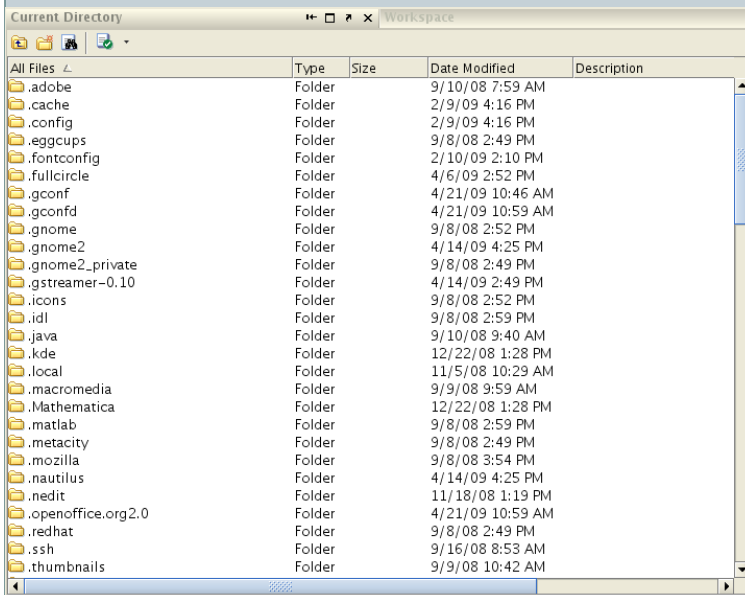 Current Directory Workspace
All Files Type Size Date Modified Description
.adobe Folder 9/10/08 7:59 AM
.cache Folder 2/9/09 4:16 PM
.config Folder 2/9/09 4:16 PM
.eggcups Folder 9/8/08 2:49 PM
.fontconfig Folder 2/10/09 2:10 PM
.fullcircle Folder 4/6/09 2:52 PM
.gconf Folder 4/21/09 10:46 AM
.gconfd Folder 4/21/09 10:59 AM
.gnome Folder 9/8/08 2:52 PM
.gnome2 Folder 4/14/09 4:25 PM
.gnome2_private Folder 9/8/08 2:49 PM
.gstreamer-0.10 Folder 4/14/09 2:49 PM
.icons Folder 9/8/08 2:52 PM
.idl Folder 9/8/08 2:59 PM
.java Folder 9/10/08 9:40 AM
.kde Folder 12/22/08 1:28 PM
.local Folder 11/5/08 10:29 AM
.macromedia Folder 9/9/08 9:59 AM
.Mathematica Folder 12/22/08 1:28 PM
.matlab Folder 9/8/08 2:59 PM
.metacity Folder 9/8/08 2:49 PM
.mozilla Folder 9/8/08 3:54 PM
.nautilus Folder 4/14/09 4:25 PM
.nedit Folder 11/18/08 1:19 PM
.openoffice.org2.0 Folder 4/21/09 10:59 AM
.redhat Folder 9/8/08 2:49 PM
.ssh Folder 9/16/08 8:53 AM
.thumbnails Folder 9/9/08 10:42 AM